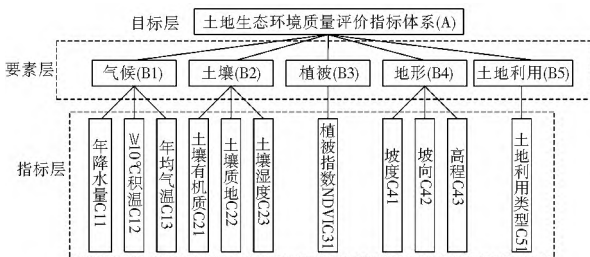 目标层
土地生态环境质量评价指标体系(A)
要素层
气候(B1)
土壤(B2)
植被(B3)
地形(B4)
土地利用(B5)
指标层
年降水量C11
≥10℃积温C12
年均气温C13
土壤有机质C21
土壤质地C22
土壤湿度C23
植被指数NDVIC31
坡度C41
坡向C42
高程C43
土地利用类型C51